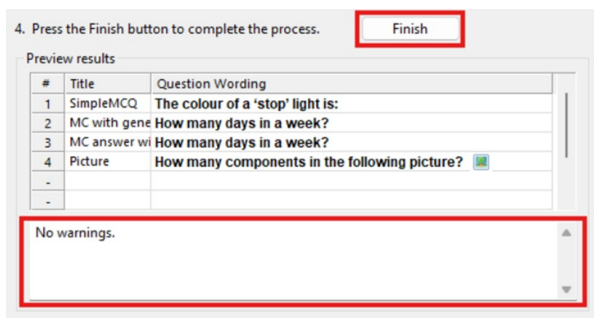 4. Press the Finish button to complete the process. Finish
Preview results
# Title Question Wording
1 SimpleMCQ The colour of a ‘stop’ light is:
2 MC with gene How many days in a week?
3 MC answer wi How many days in a week?
4 Picture How many components in the following picture?
-
-
No warnings.